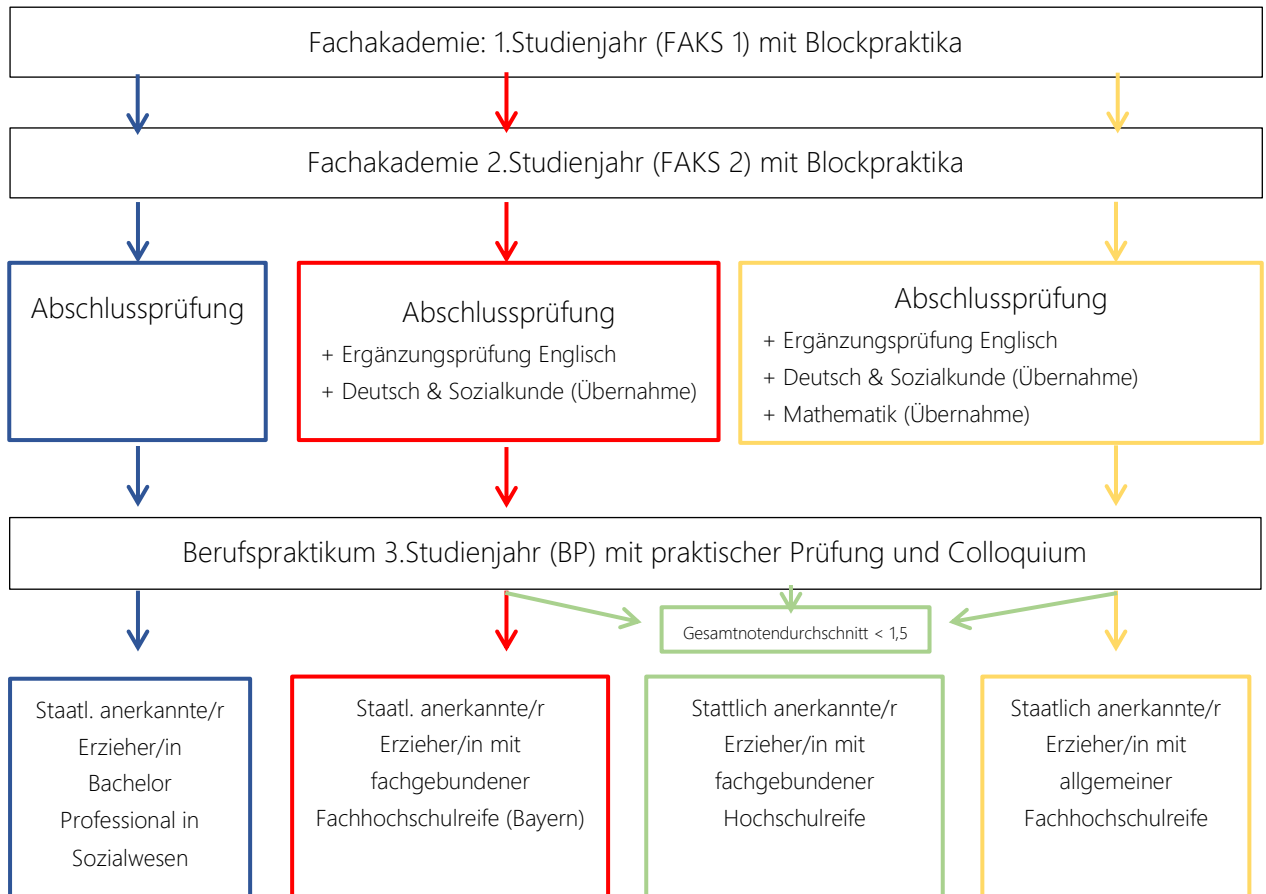 Fachakademie: 1.Studienjahr (FAKS 1) mit Blockpraktika
Fachakademie 2.Studienjahr (FAKS 2) mit Blockpraktika
Abschlussprüfung
Abschlussprüfung
+ Ergänzungsprüfung Englisch
+ Deutsch & Sozialkunde (Übernahme)
Abschlussprüfung
+ Ergänzungsprüfung Englisch
+ Deutsch & Sozialkunde (Übernahme)
+ Mathematik (Übernahme)
Berufspraktikum 3.Studienjahr (BP) mit praktischer Prüfung und Colloquium
Gesamtnotendurchschnitt < 1,5
Staatl. anerkannte/r
Erzieher/in
Bachelor
Professional in
Sozialwesen
Staatl. anerkannte/r
Erzieher/in mit
fachgebundener
Fachhochschulreife (Bayern)
Stattlich anerkannte/r
Erzieher/in mit
fachgebundener
Hochschulreife
Staatlich anerkannte/r
Erzieher/in mit
allgemeiner
Fachhochschulreife